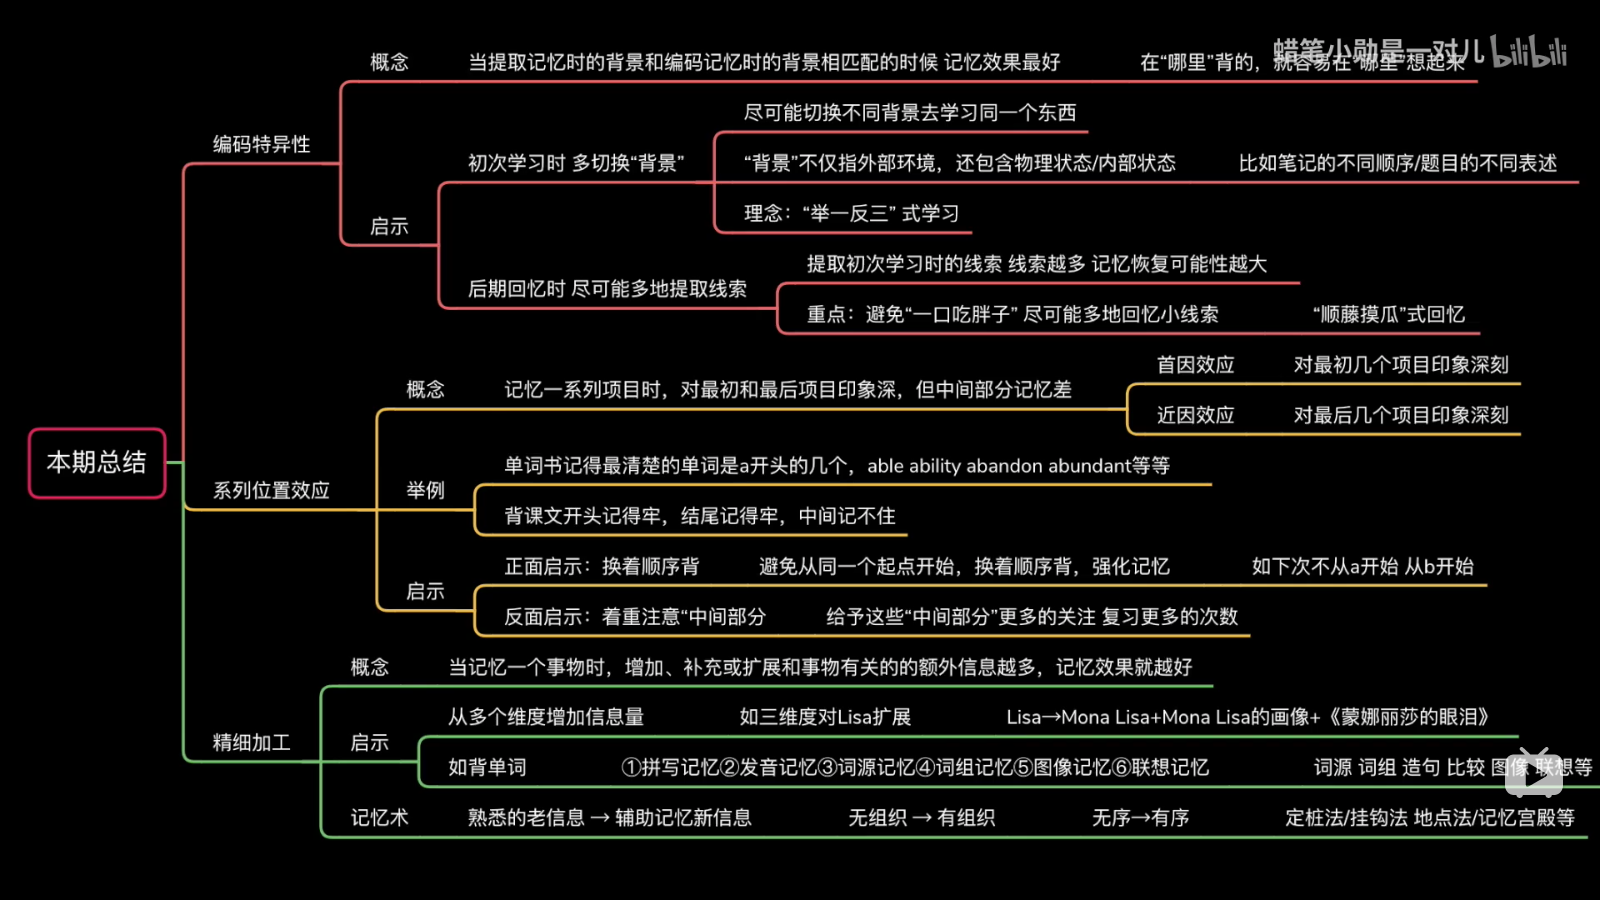 蜡笔小勋是一对儿 bilibili
概念 当提取记忆时的背景和编码记忆时的背景相匹配的时候 记忆效果最好 在“哪里”背的，就容易在“哪里”想起来
尽可能切换不同背景去学习同一个东西
编码特异性
初次学习时 多切换“背景” “背景”不仅指外部环境，还包含物理状态/内部状态 比如笔记的不同顺序/题目的不同表述
理念：“举一反三” 式学习
启示
提取初次学习时的线索 线索越多 记忆恢复可能性越大
后期回忆时 尽可能多地提取线索
重点：避免“一口吃胖子” 尽可能多地回忆小线索 “顺藤摸瓜”式回忆
首因效应 对最初几个项目印象深刻
概念 记忆一系列项目时，对最初和最后项目印象深，但中间部分记忆差
近因效应 对最后几个项目印象深刻
本期总结
单词书记得最清楚的单词是a开头的几个，able ability abandon abundant等等
系列位置效应 举例
背课文开头记得牢，结尾记得牢，中间记不住
正面启示：换着顺序背 避免从同一个起点开始，换着顺序背，强化记忆 如下次不从a开始 从b开始
启示
反面启示：着重注意“中间部分 给予这些“中间部分”更多的关注 复习更多的次数
概念 当记忆一个事物时，增加、补充或扩展和事物有关的的额外信息越多，记忆效果就越好
从多个维度增加信息量 如三维度对Lisa扩展 Lisa→Mona Lisa+Mona Lisa的画像+《蒙娜丽莎的眼泪》
精细加工 启示
如背单词 ①拼写记忆②发音记忆③词源记忆④词组记忆⑤图像记忆⑥联想记忆 词源 词组 造句 比较 图像 联想等
记忆术 熟悉的老信息 → 辅助记忆新信息 无组织 → 有组织 无序→有序 定桩法/挂钩法 地点法/记忆宫殿等